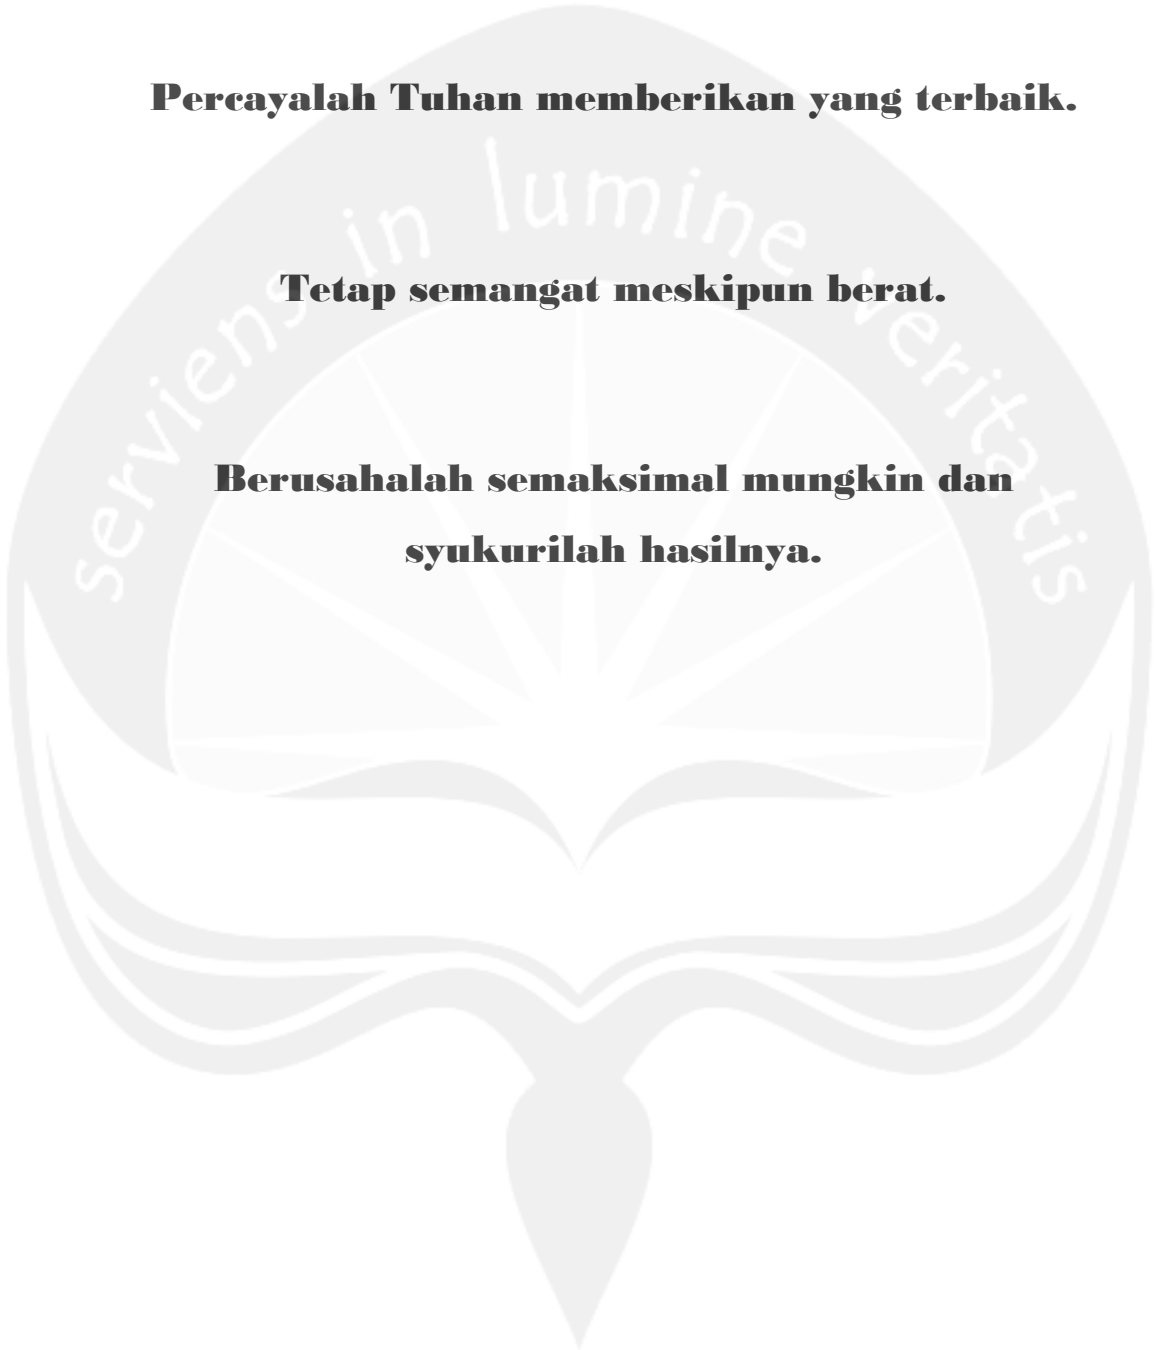 Percayalah Tuhan memberikan yang terbaik.
serviens in lumine veritatis
Tetap semangat meskipun berat.
Berusahalah semaksimal mungkin dan
syukurilah hasilnya.